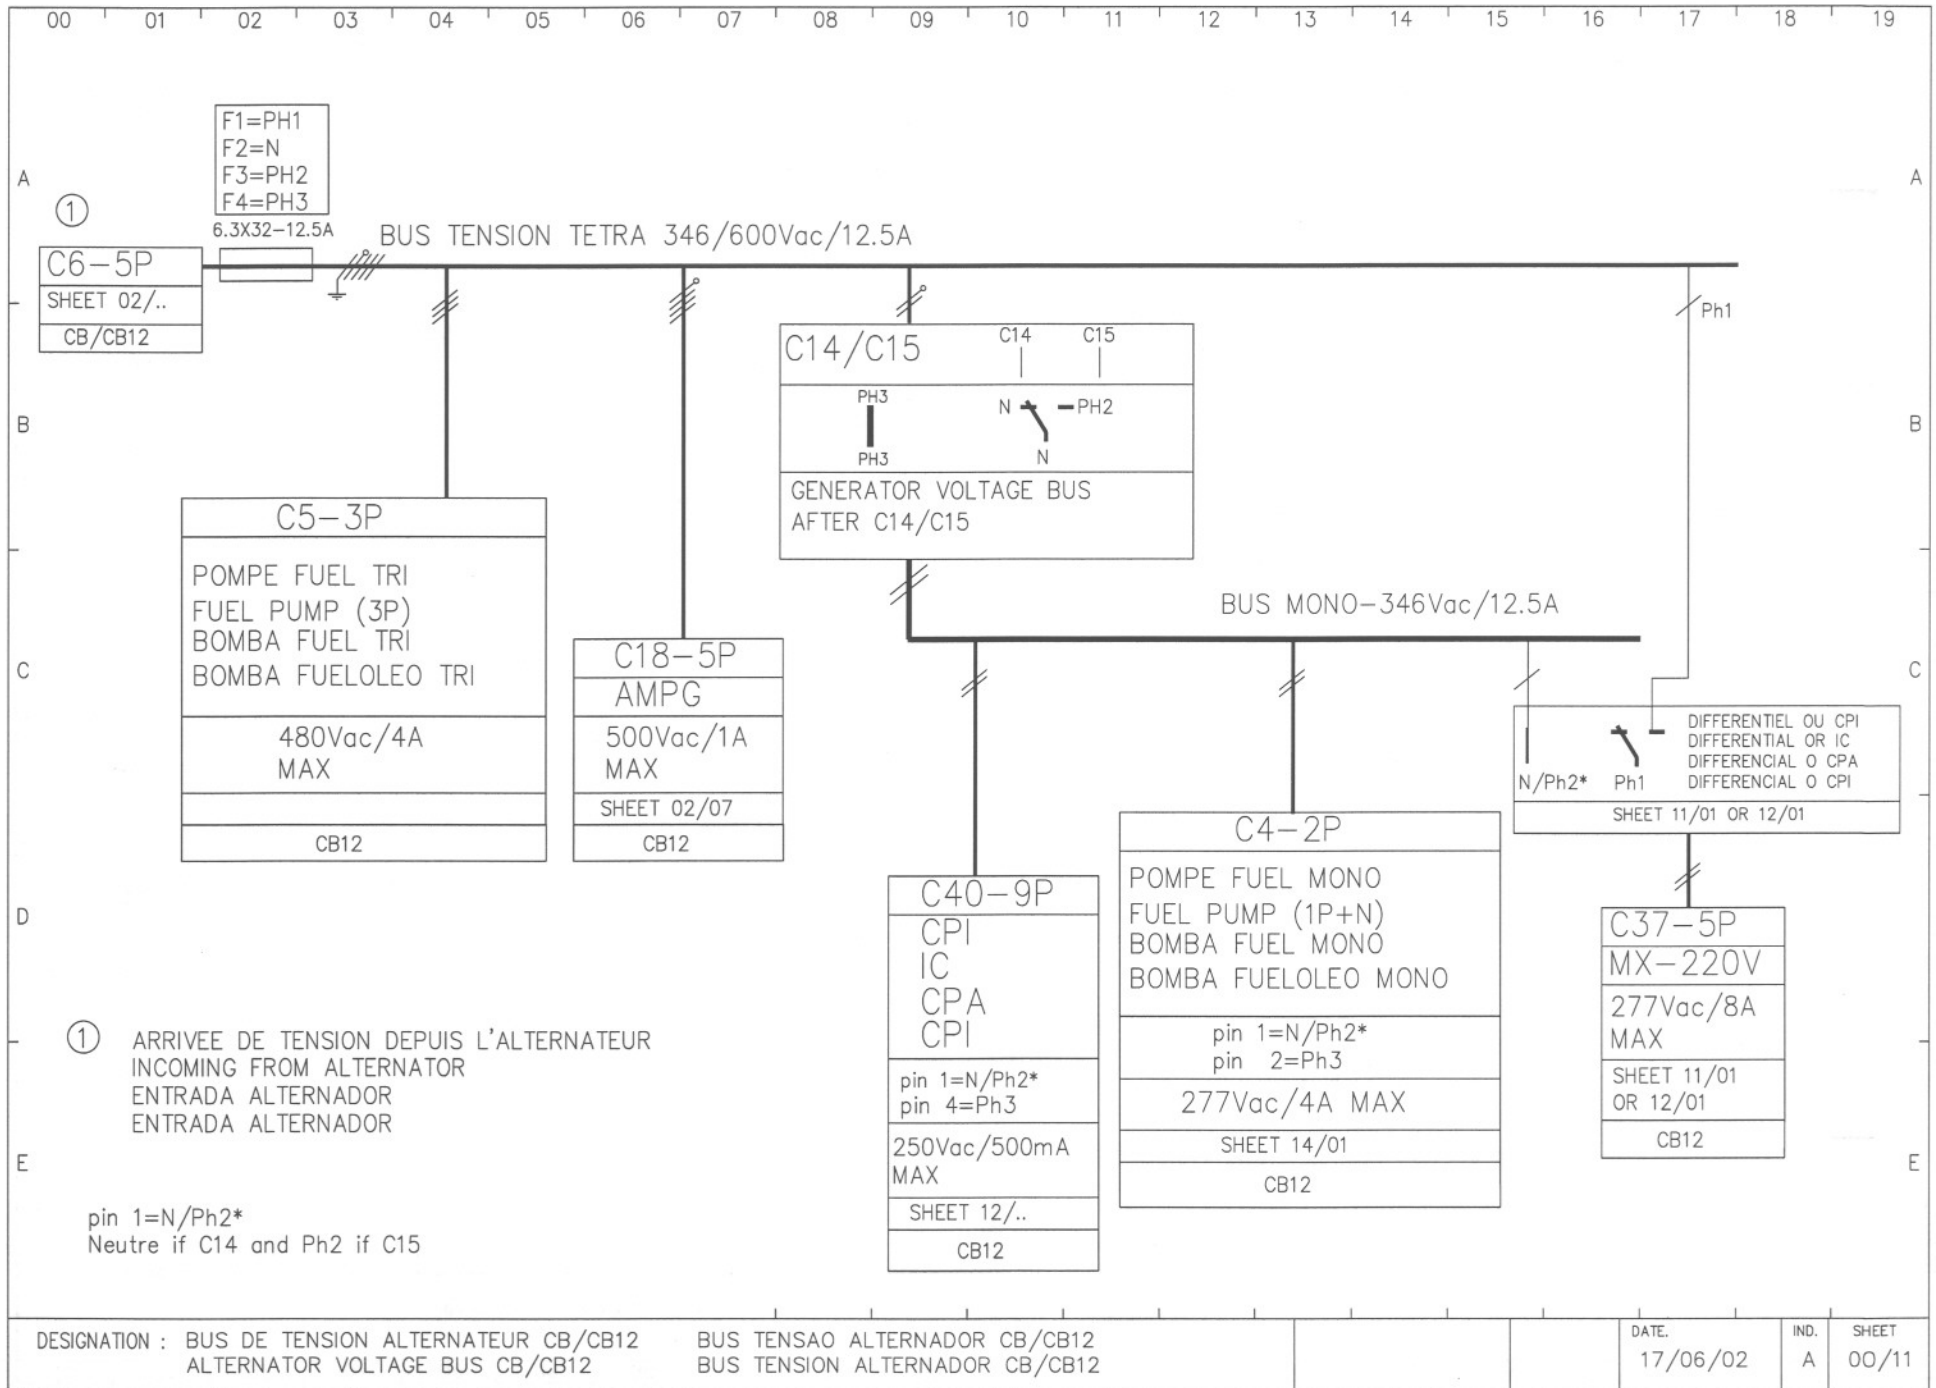 00 01 02 03 04 05 06 07 08 09 10 11 12 13 14 15 16 17 18 19
A
B
C
D
E
A
B
C
D
E
F1=PH1
F2=N
F3=PH2
F4=PH3
6.3X32-12.5A
1
C6-5P
SHEET 02/..
CB/CB12
BUS TENSION TETRA 346/600Vac/12.5A
Ph1
C14/C15
C14 C15
PH3
PH3
N PH2
N
GENERATOR VOLTAGE BUS
AFTER C14/C15
C5-3P
POMPE FUEL TRI
FUEL PUMP (3P)
BOMBA FUEL TRI
BOMBA FUELOLEO TRI
480Vac/4A
MAX
CB12
C18-5P
AMPG
500Vac/1A
MAX
SHEET 02/07
CB12
BUS MONO-346Vac/12.5A
N/Ph2* Ph1
DIFFERENTIEL OU CPI
DIFFERENTIAL OR IC
DIFFERENCIAL O CPA
DIFFERENCIAL O CPI
SHEET 11/01 OR 12/01
C40-9P
CPI
IC
CPA
CPI
pin 1=N/Ph2*
pin 4=Ph3
250Vac/500mA
MAX
SHEET 12/..
CB12
C4-2P
POMPE FUEL MONO
FUEL PUMP (1P+N)
BOMBA FUEL MONO
BOMBA FUELOLEO MONO
pin 1=N/Ph2*
pin 2=Ph3
277Vac/4A MAX
SHEET 14/01
CB12
C37-5P
MX-220V
277Vac/8A
MAX
SHEET 11/01
OR 12/01
CB12
1 ARRIVEE DE TENSION DEPUIS L'ALTERNATEUR
INCOMING FROM ALTERNATOR
ENTRADA ALTERNADOR
ENTRADA ALTERNADOR
pin 1=N/Ph2*
Neutre if C14 and Ph2 if C15
DESIGNATION : BUS DE TENSION ALTERNATEUR CB/CB12 BUS TENSAO ALTERNADOR CB/CB12
ALTERNATOR VOLTAGE BUS CB/CB12 BUS TENSION ALTERNADOR CB/CB12
DATE. IND. SHEET
17/06/02 A 00/11